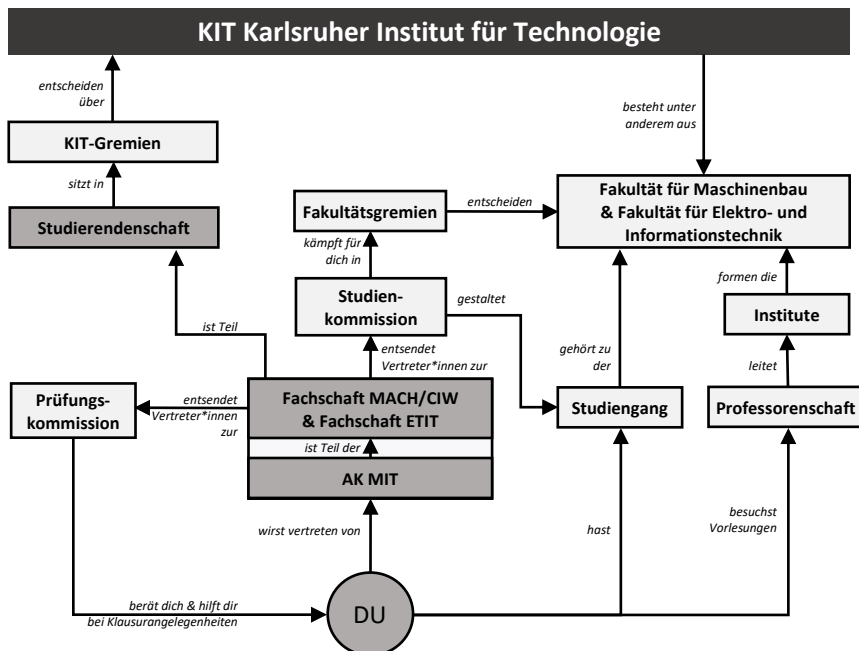 KIT Karlsruher Institut für Technologie
entscheiden
über
besteht unter
anderem aus
KIT-Gremien
sitzt in
Studierendenschaft
Fakultätsgremien
entscheiden
Fakultät für Maschinenbau
& Fakultät für Elektro- und
Informationstechnik
kämpft für
dich in
formen die
Studien-
kommission
gestaltet
Institute
ist Teil
entsendet
Vertreter*innen zur
gehört zu
der
leitet
Prüfungs-
kommission
entsendet
Vertreter*innen
zur
Fachschaft MACH/CIW
& Fachschaft ETIT
Studiengang
Professorenschaft
ist Teil der
AK MIT
wirst vertreten von
hast
besuchst
Vorlesungen
berät dich & hilft dir
bei Klausurangelegenheiten
DU